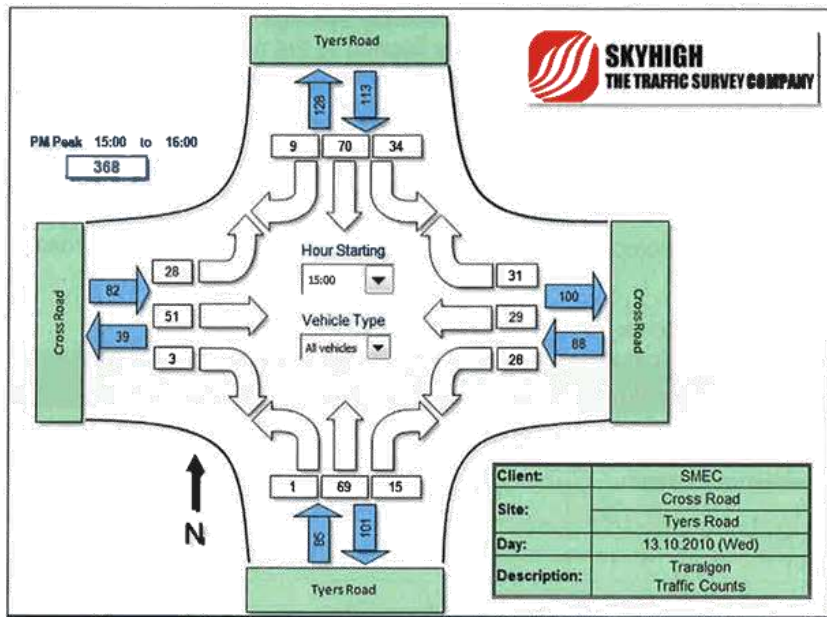 Tyers Road
SKYHIGH
THE TRAFFIC SURVEY COMPANY
128
113
PM Peak 15:00 to 16:00
368
9
70
34
Cross Road
82
39
28
51
3
Hour Starting
15:00
Vehicle Type
All vehicles
31
29
28
100
88
Cross Road
N
1
69
15
85
101
Tyers Road
Client: SMEC
Site: Cross Road
Tyers Road
Day: 13.10.2010 (Wed)
Description: Traralgon
Traffic Counts